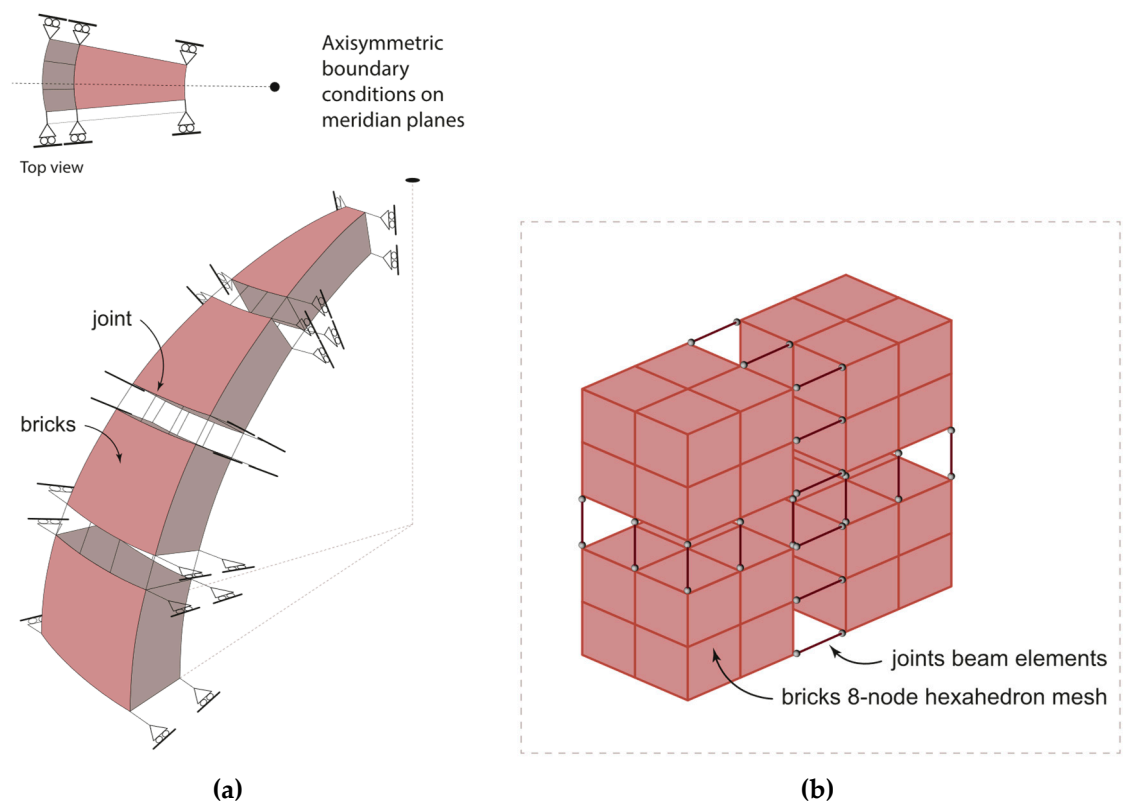 Axisymmetric
boundary
conditions on
meridian planes
Top view
joint
bricks
joints beam elements
bricks 8-node hexahedron mesh
(a)
(b)